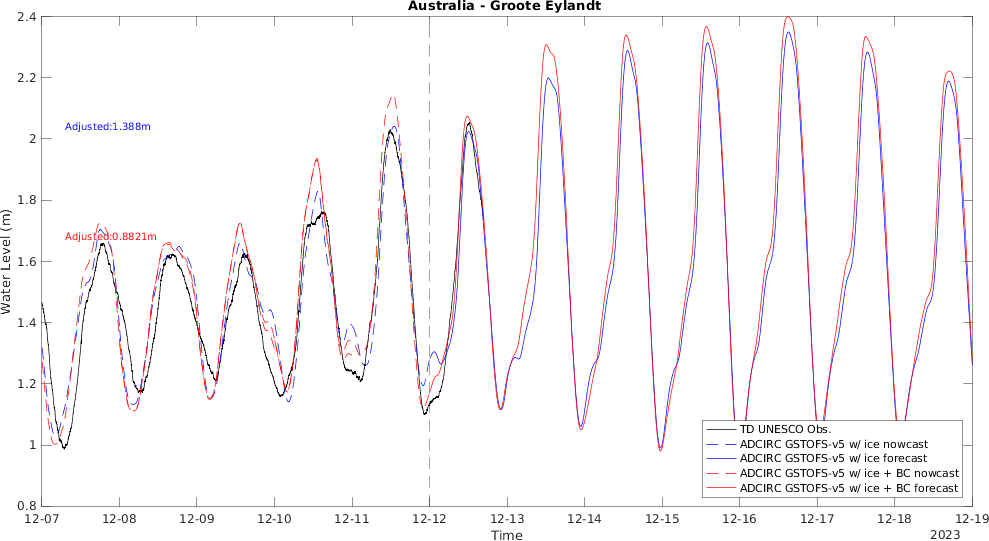 Australia - Groote Eylandt
2.4
2.2
2
1.8
1.6
1.4
1.2
1
0.8
Water Level (m)
Adjusted:1.388m
Adjusted:0.8821m
TD UNESCO Obs.
ADCIRC GSTOFS-v5 w/ ice nowcast
ADCIRC GSTOFS-v5 w/ ice forecast
ADCIRC GSTOFS-v5 w/ ice + BC nowcast
ADCIRC GSTOFS-v5 w/ ice + BC forecast
12-07 12-08 12-09 12-10 12-11 12-12 12-13 12-14 12-15 12-16 12-17 12-18 12-19
Time
2023